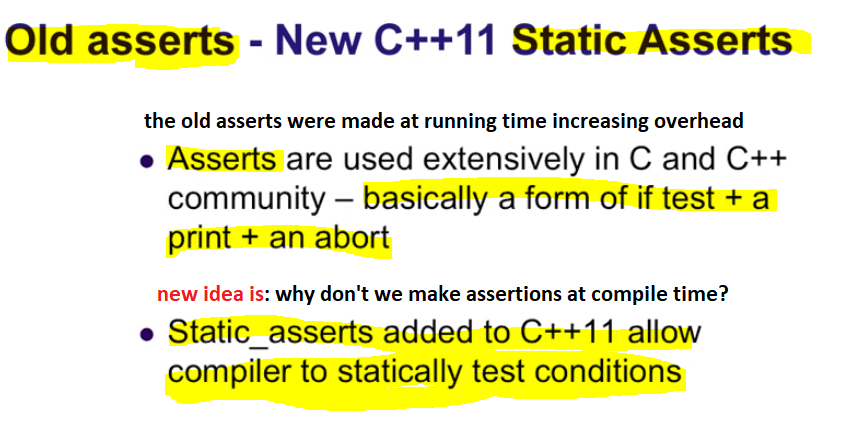 Old asserts - New C++11 Static Asserts
the old asserts were made at running time increasing overhead
• Asserts are used extensively in C and C++
community – basically a form of if test + a
print + an abort
new idea is: why don't we make assertions at compile time?
• Static_asserts added to C++11 allow
compiler to statically test conditions